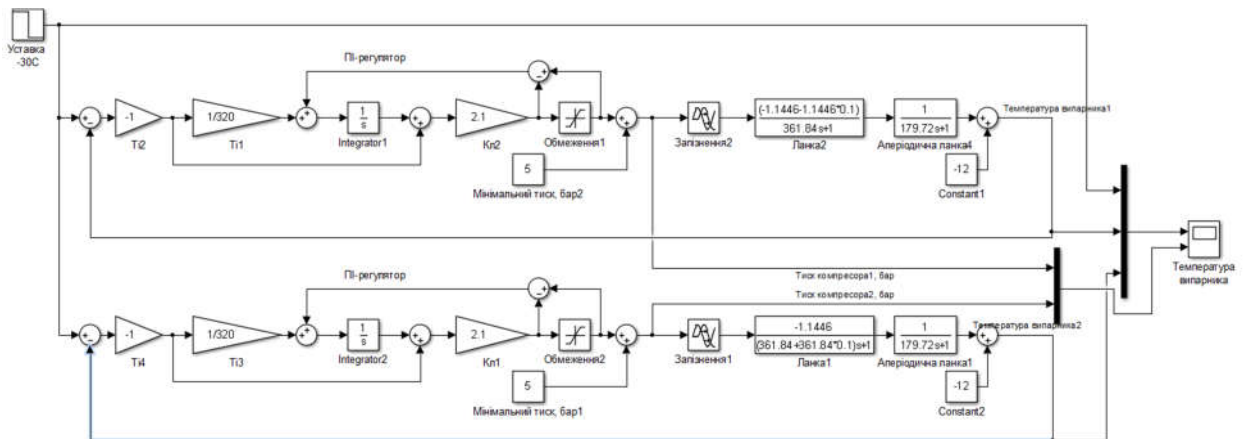 Уставка
-30C
ПІ-регулятор
-1
Ti2
1/320
Ti1
1
s
Integrator1
2.1
Кп2
Обмеження1
5
Мінімальний тиск, бар2
Запізнення2
(-1.1446-1.1446*0.1)
361.84s+1
Ланка2
1
179.72s+1
Аперіодична ланка4
Температура випарника1
-12
Constant1
Тиск компресора1, бар
Тиск компресора2, бар
Температура
випарника
ПІ-регулятор
-1
Ti4
1/320
Ti3
1
s
Integrator2
2.1
Кп1
Обмеження2
5
Мінімальний тиск, бар1
Запізнення1
-1.1446
(361.84+361.84*0.1)s+1
Ланка1
1
179.72s+1
Аперіодична ланка1
Температура випарника2
-12
Constant2